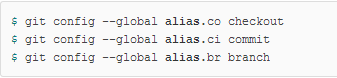 $ git config --global alias.co checkout
$ git config --global alias.ci commit
$ git config --global alias.br branch